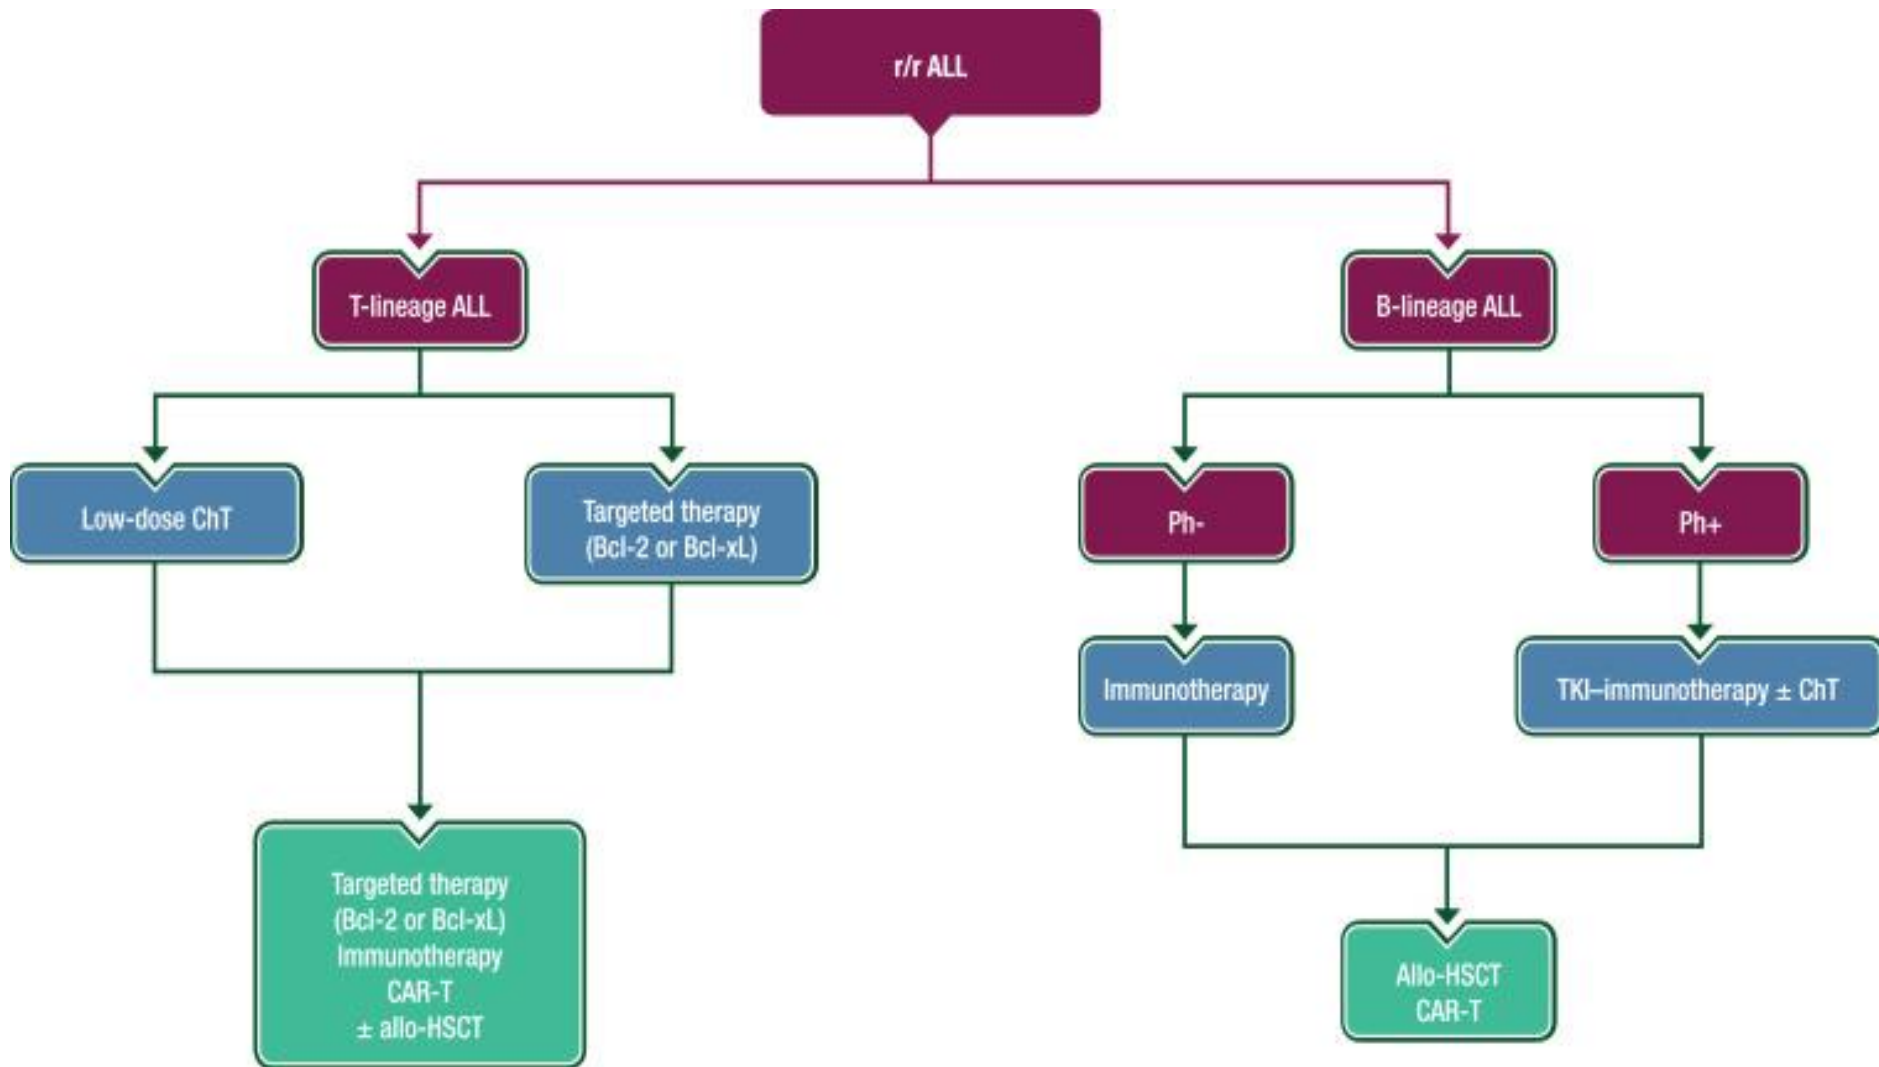 r/r ALL
T-lineage ALL
B-lineage ALL
Low-dose ChT
Targeted therapy
(Bcl-2 or Bcl-xL)
Ph-
Ph+
Immunotherapy
TKI–immunotherapy ± ChT
Targeted therapy
(Bcl-2 or Bcl-xL)
Immunotherapy
CAR-T
± allo-HSCT
Allo-HSCT
CAR-T